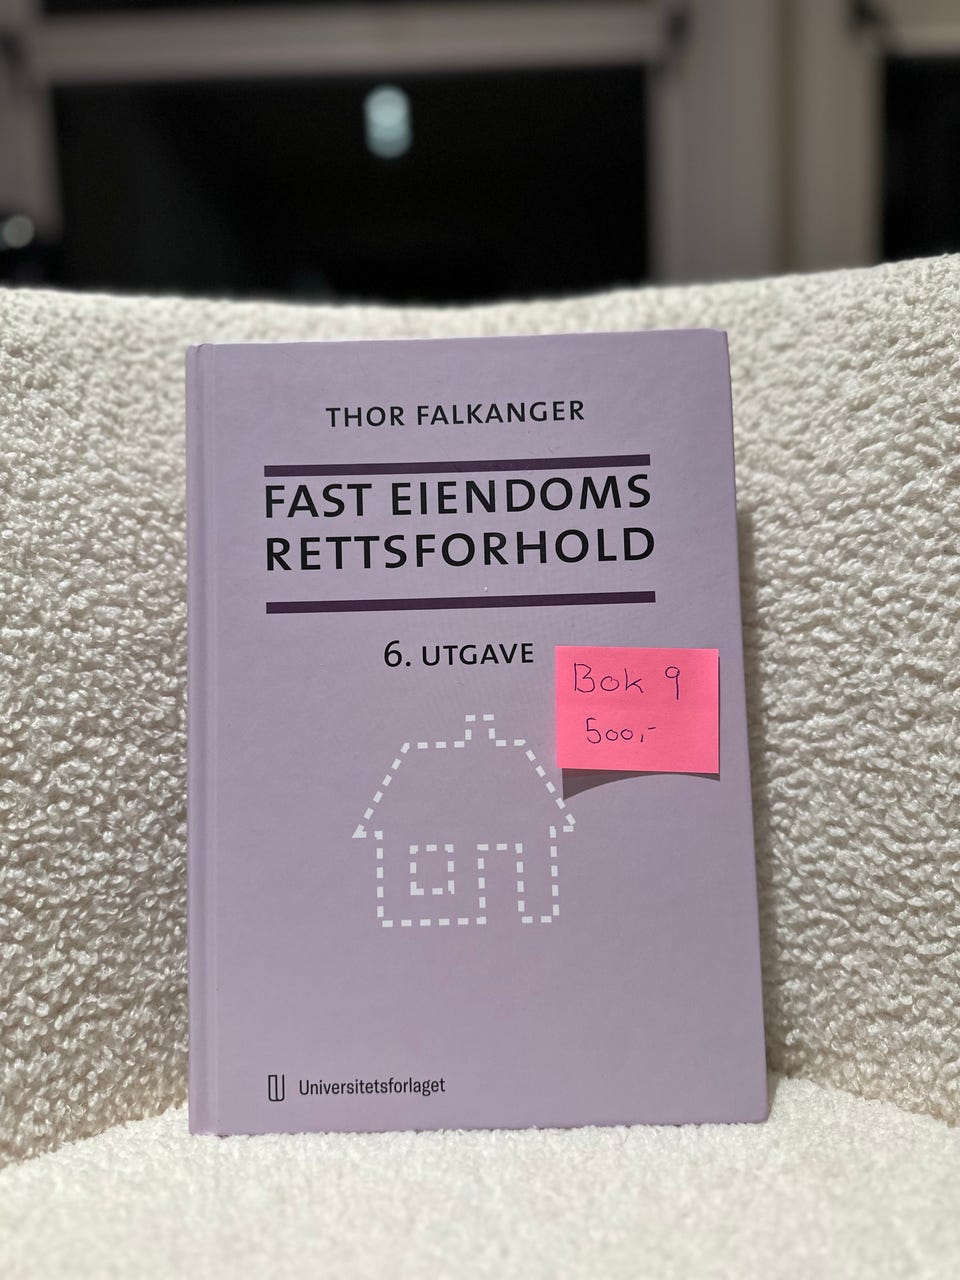 THOR FALKANGER
FAST EIENDOMS
RETTSFORHOLD
6. UTGAVE
Bok 9
500,-
Universitetsforlaget